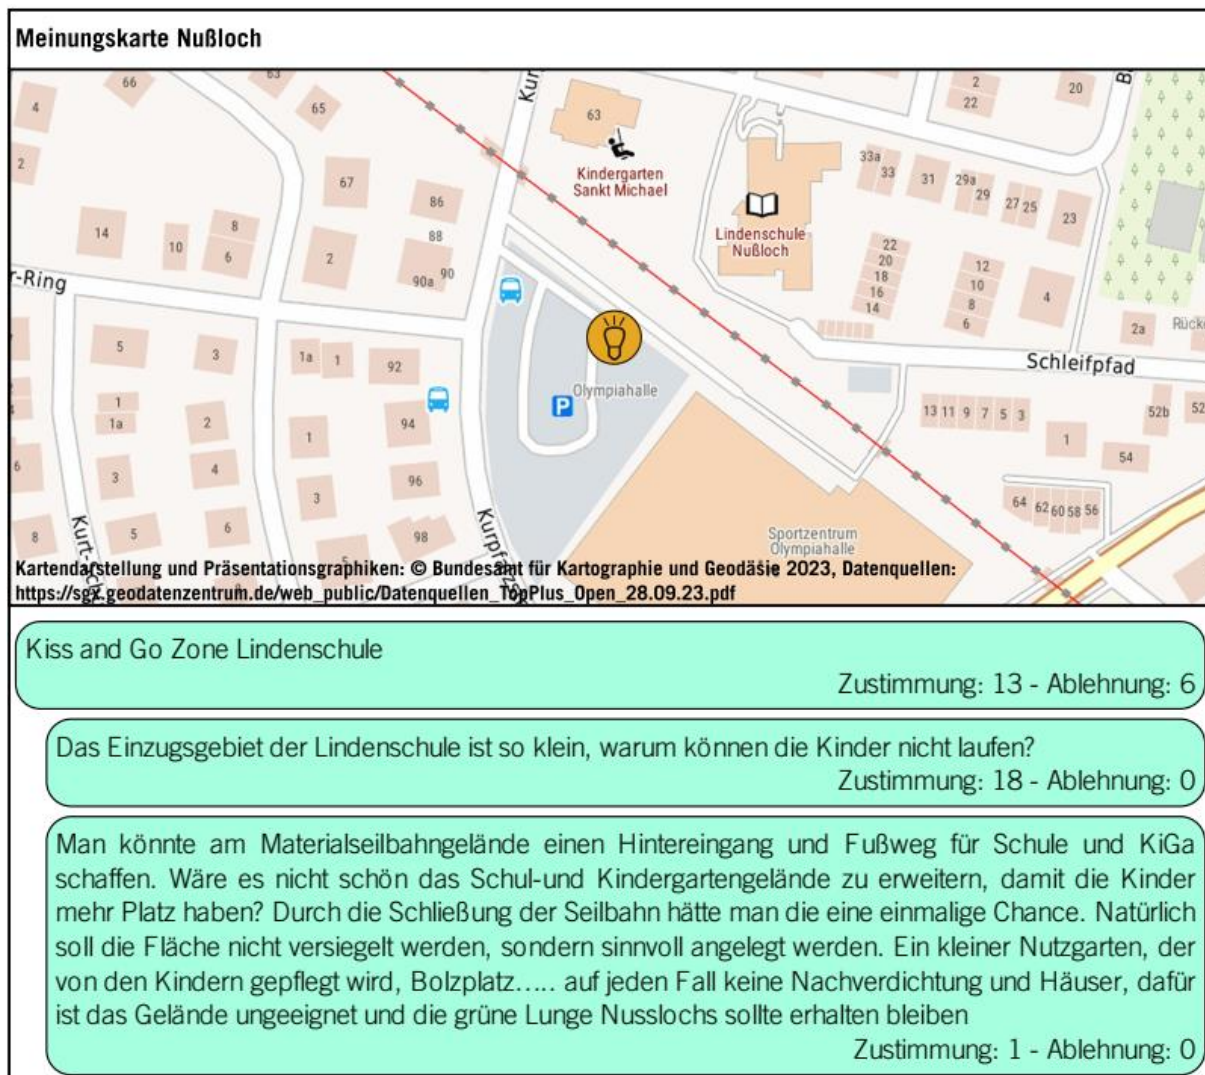 Meinungskarte Nußloch
66
63
65
4
2
67
86
88
90
90a
14
10
8
6
2
63
Kindergarten
Sankt Michael
Lindenschule
Nußloch
33a
33
31
29a
29
27
25
23
2
22
20
22
20
18
16
14
12
10
8
6
4
2a
Schleifpfad
r-Ring
5
3
1a
1
92
1
1a
2
94
1
3
4
96
3
6
5
6
98
8
5
8
P
Olympiahalle
13 11 9 7 5 3
1
52b
52
54
64
62 60 58 56
Sportzentrum
Olympiahalle
Kartendarstellung und Präsentationsgraphiken: © Bundesamt für Kartographie und Geodäsie 2023, Datenquellen:
https://sgx.geodatenzentrum.de/web_public/Datenquellen_TopPlus_Open_28.09.23.pdf
Kiss and Go Zone Lindenschule
Zustimmung: 13 - Ablehnung: 6
Das Einzugsgebiet der Lindenschule ist so klein, warum können die Kinder nicht laufen?
Zustimmung: 18 - Ablehnung: 0
Man könnte am Materialseilbahngelände einen Hintereingang und Fußweg für Schule und KiGa
schaffen. Wäre es nicht schön das Schul-und Kindergartengelände zu erweitern, damit die Kinder
mehr Platz haben? Durch die Schließung der Seilbahn hätte man die eine einmalige Chance. Natürlich
soll die Fläche nicht versiegelt werden, sondern sinnvoll angelegt werden. Ein kleiner Nutzgarten, der
von den Kindern gepflegt wird, Bolzplatz..... auf jeden Fall keine Nachverdichtung und Häuser, dafür
ist das Gelände ungeeignet und die grüne Lunge Nusslochs sollte erhalten bleiben
Zustimmung: 1 - Ablehnung: 0